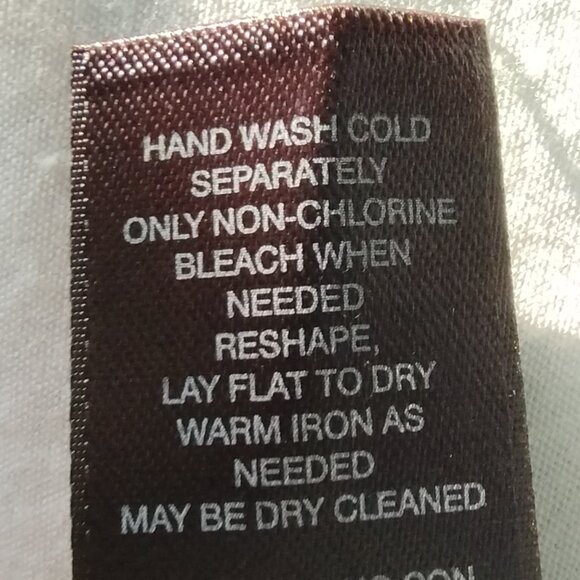 HAND WASH COLD
SEPARATELY
ONLY NON-CHLORINE
BLEACH WHEN
NEEDED
RESHAPE,
LAY FLAT TO DRY
WARM IRON AS
NEEDED
MAY BE DRY CLEANED